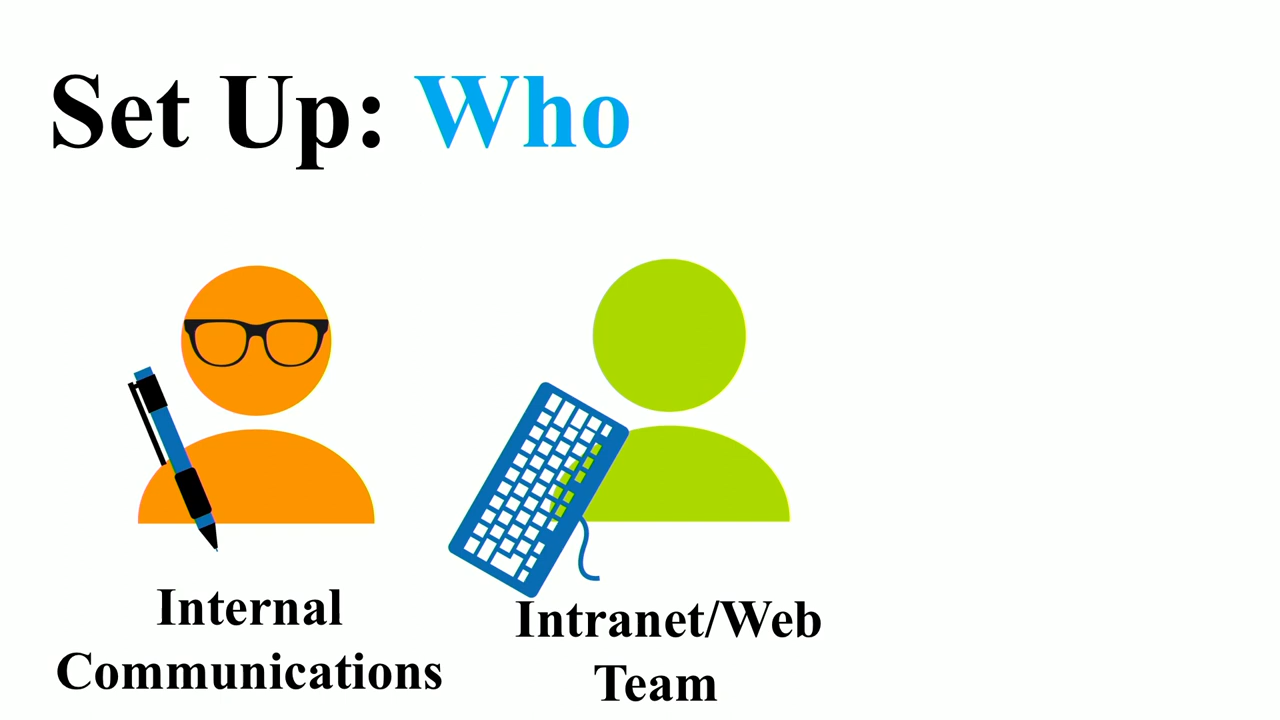 Set Up: Who
Internal
Communications
Intranet/Web
Team